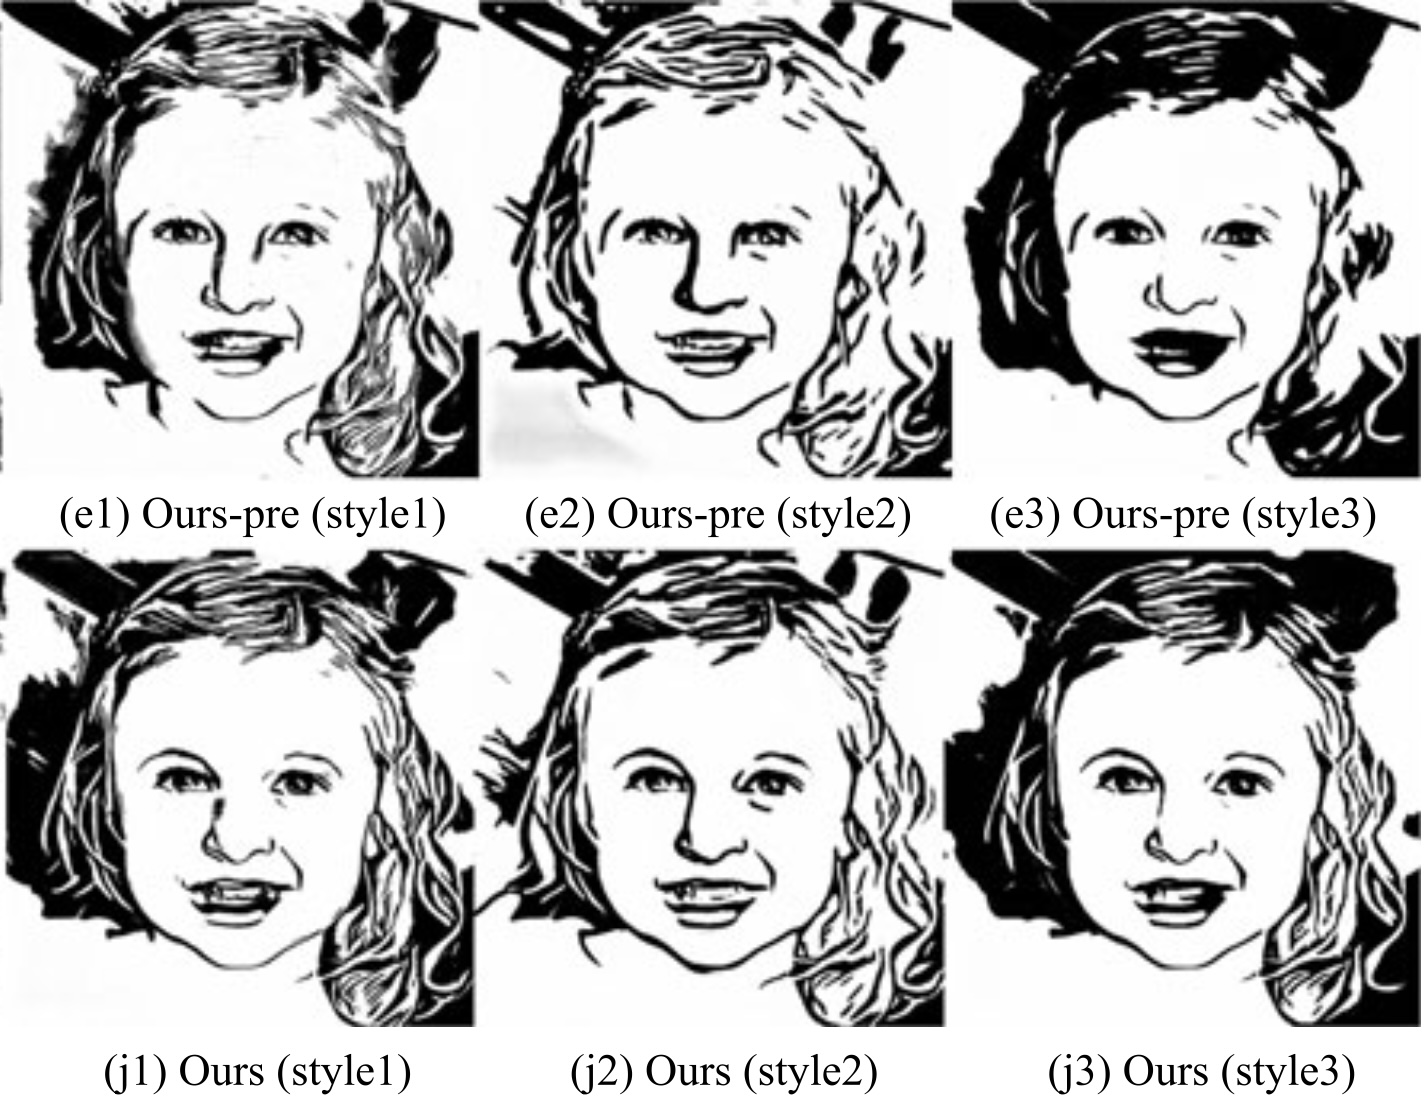 (e1) Ours-pre (style1) (e2) Ours-pre (style2) (e3) Ours-pre (style3)
(j1) Ours (style1) (j2) Ours (style2) (j3) Ours (style3)